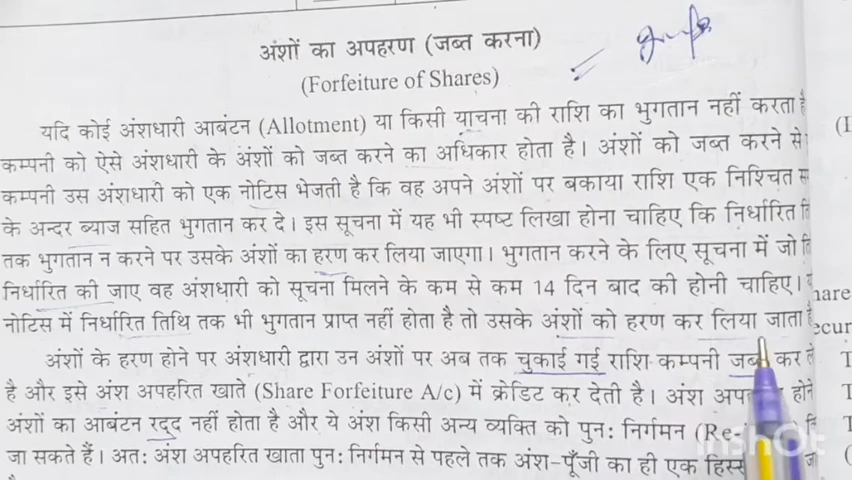 अंशों का अपहरण (जब्त करना)
(Forfeiture of Shares)
यदि कोई अंशधारी आबंटन (Allotment) या किसी याचना की राशि का भुगतान नहीं करता है
कम्पनी को ऐसे अंशधारी के अंशों को जब्त करने का अधिकार होता है। अंशों को जब्त करने से
कम्पनी उस अंशधारी को एक नोटिस भेजती है कि वह अपने अंशों पर बकाया राशि एक निश्चित
के अन्दर ब्याज सहित भुगतान कर दे। इस सूचना में यह भी स्पष्ट लिखा होना चाहिए कि निर्धारित
तक भुगतान न करने पर उसके अंशों का हरण कर लिया जाएगा। भुगतान करने के लिए सूचना में जो
निर्धारित की जाए वह अंशधारी को सूचना मिलने के कम से कम 14 दिन बाद की होनी चाहिए।
नोटिस में निर्धारित तिथि तक भी भुगतान प्राप्त नहीं होता है तो उसके अंशों को हरण कर लिया जाता है
अंशों के हरण होने पर अंशधारी द्वारा उन अंशों पर अब तक चुकाई गई राशि कम्पनी जब्त कर
है और इसे अंश अपहरित खाते (Share Forfeiture A/c) में क्रेडिट कर देती है। अंश होने
अंशों का आबंटन रद्द नहीं होता है और ये अंश किसी अन्य व्यक्ति को पुन: निर्गमन
जा सकते हैं। अत: अंश अपहरित खाता पुन: निर्गमन से पहले तक अंश-पूँजी का ही एक
InShot